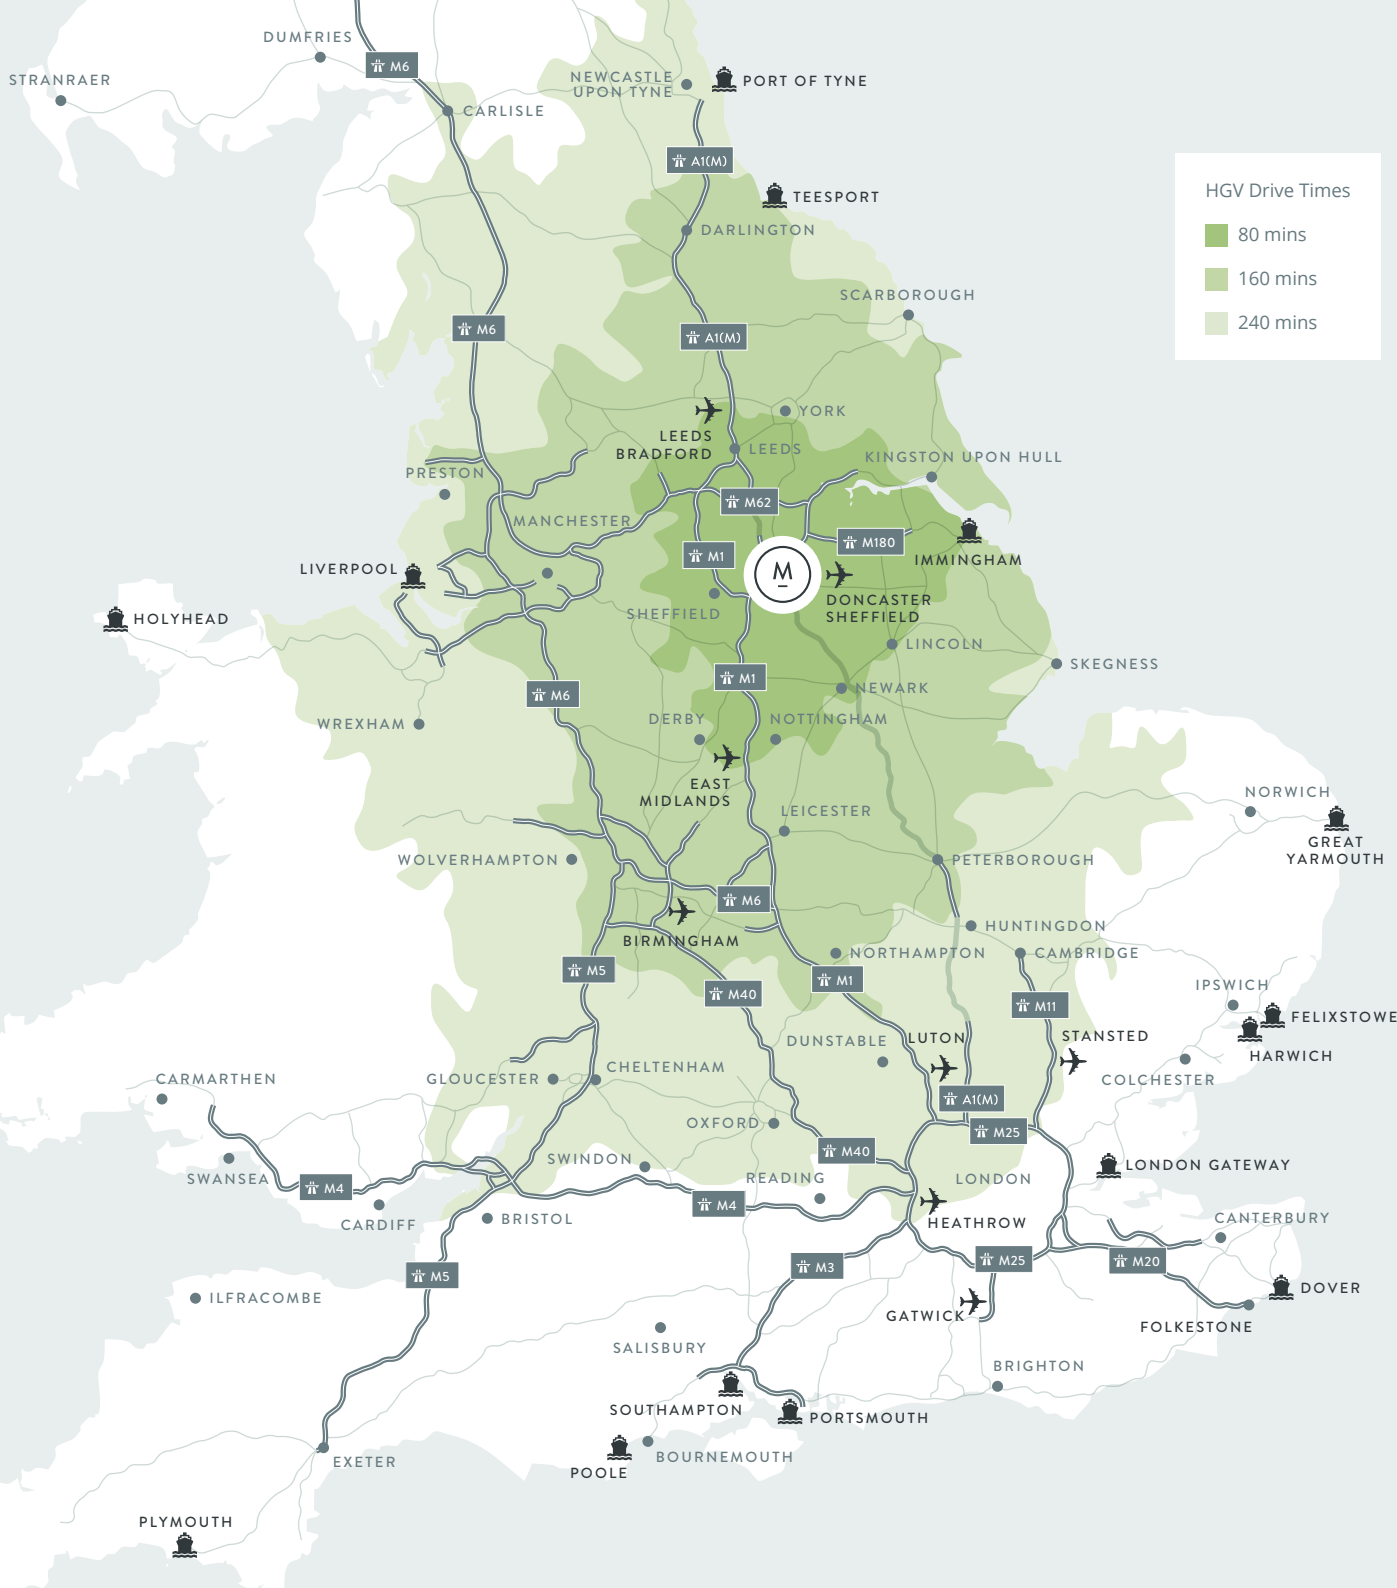 DUMFRIES
STRANRAER
M6
CARLISLE
NEWCASTLE
UPON TYNE
PORT OF TYNE
A1(M)
TEESPORT
DARLINGTON
HGV Drive Times
80 mins
160 mins
240 mins
SCARBOROUGH
M6
A1(M)
YORK
LEEDS
BRADFORD
LEEDS
KINGSTON UPON HULL
PRESTON
M62
MANCHESTER
M180
IMMINGHAM
M1
LIVERPOOL
M
DONCASTER
SHEFFIELD
SHEFFIELD
HOLYHEAD
LINCOLN
SKEGNESS
M1
M6
NEWARK
WREXHAM
DERBY
NOTTINGHAM
EAST
MIDLANDS
LEICESTER
NORWICH
GREAT
YARMOUTH
WOLVERHAMPTON
PETERBOROUGH
M6
HUNTINGDON
BIRMINGHAM
NORTHAMPTON
CAMBRIDGE
M5
M1
M40
M11
IPSWICH
FELIXSTOWE
HARWICH
DUNSTABLE
LUTON
STANSTED
CARMARTHEN
GLOUCESTER
CHELTENHAM
COLCHESTER
A1(M)
OXFORD
M25
M40
SWINDON
LONDON GATEWAY
SWANSEA
M4
READING
LONDON
M4
CARDIFF
BRISTOL
HEATHROW
CANTERBURY
M5
M3
M25
M20
ILFRACOMBE
DOVER
GATWICK
FOLKESTONE
SALISBURY
BRIGHTON
SOUTHAMPTON
PORTSMOUTH
EXETER
BOURNEMOUTH
POOLE
PLYMOUTH